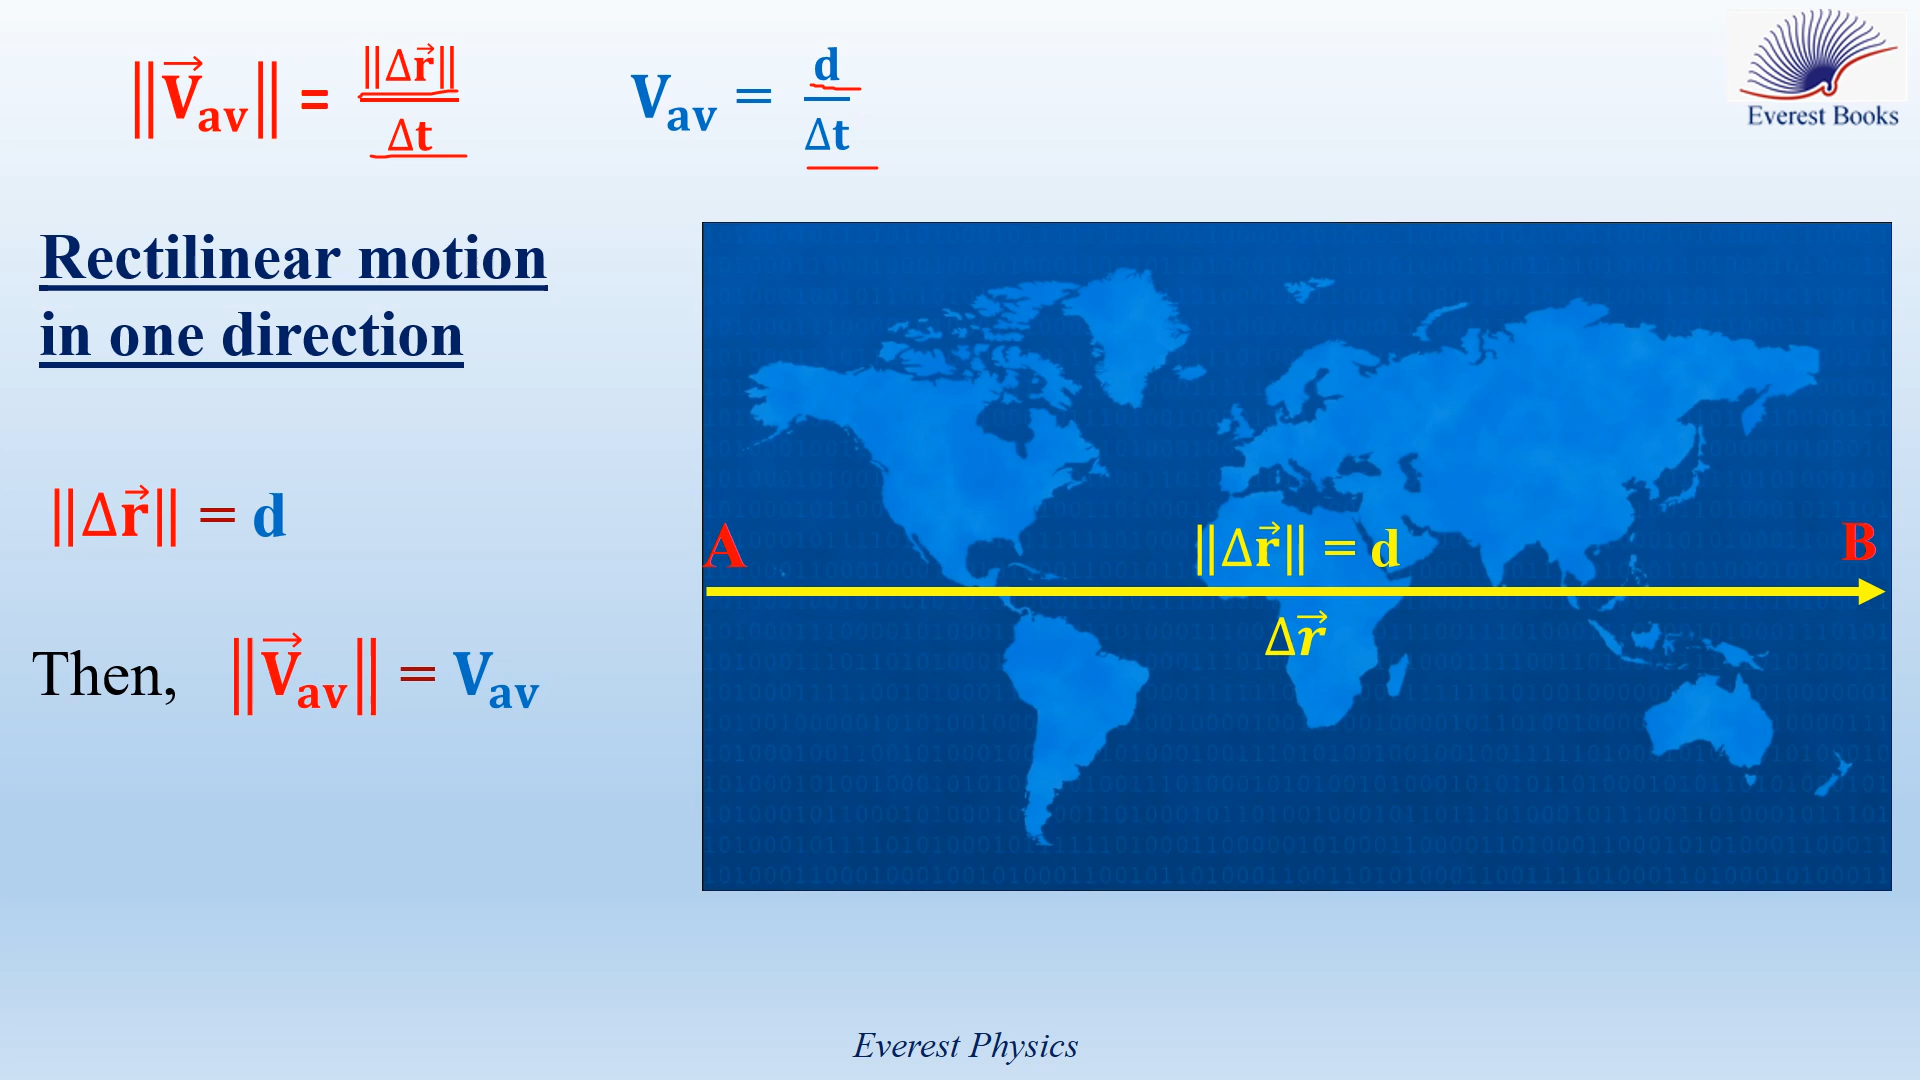 ‖V⃗ₐᵥ‖ = ‖Δr⃗‖ / Δt
Vₐᵥ = d / Δt
Everest Books
Rectilinear motion
in one direction
‖Δr⃗‖ = d
Then, ‖V⃗ₐᵥ‖ = Vₐᵥ
A
‖Δr⃗‖ = d
B
Δr⃗
Everest Physics